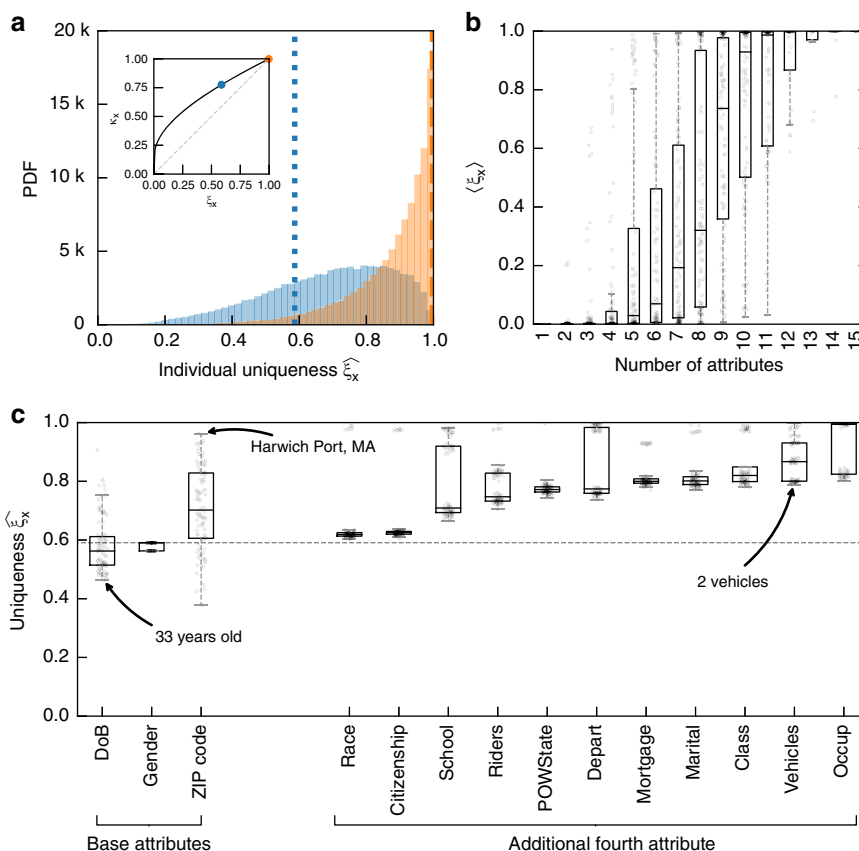 a
20 k
15 k
10 k
5 k
0
PDF
0.0
0.2
0.4
0.6
0.8
1.0
Individual uniqueness ξₓ̂
1.00
0.75
0.50
0.25
0.00
κₓ
0.00 0.25 0.50 0.75 1.00
ξₓ
b
1.0
0.8
0.6
0.4
0.2
0.0
⟨ξₓ⟩
1 2 3 4 5 6 7 8 9 10 11 12 13 14 15
Number of attributes
c
1.0
0.8
0.6
0.4
0.2
0.0
Uniqueness ξₓ̂
Harwich Port, MA
33 years old
2 vehicles
DoB
Gender
ZIP code
Race
Citizenship
School
Riders
POWState
Depart
Mortgage
Marital
Class
Vehicles
Occup
Base attributes
Additional fourth attribute